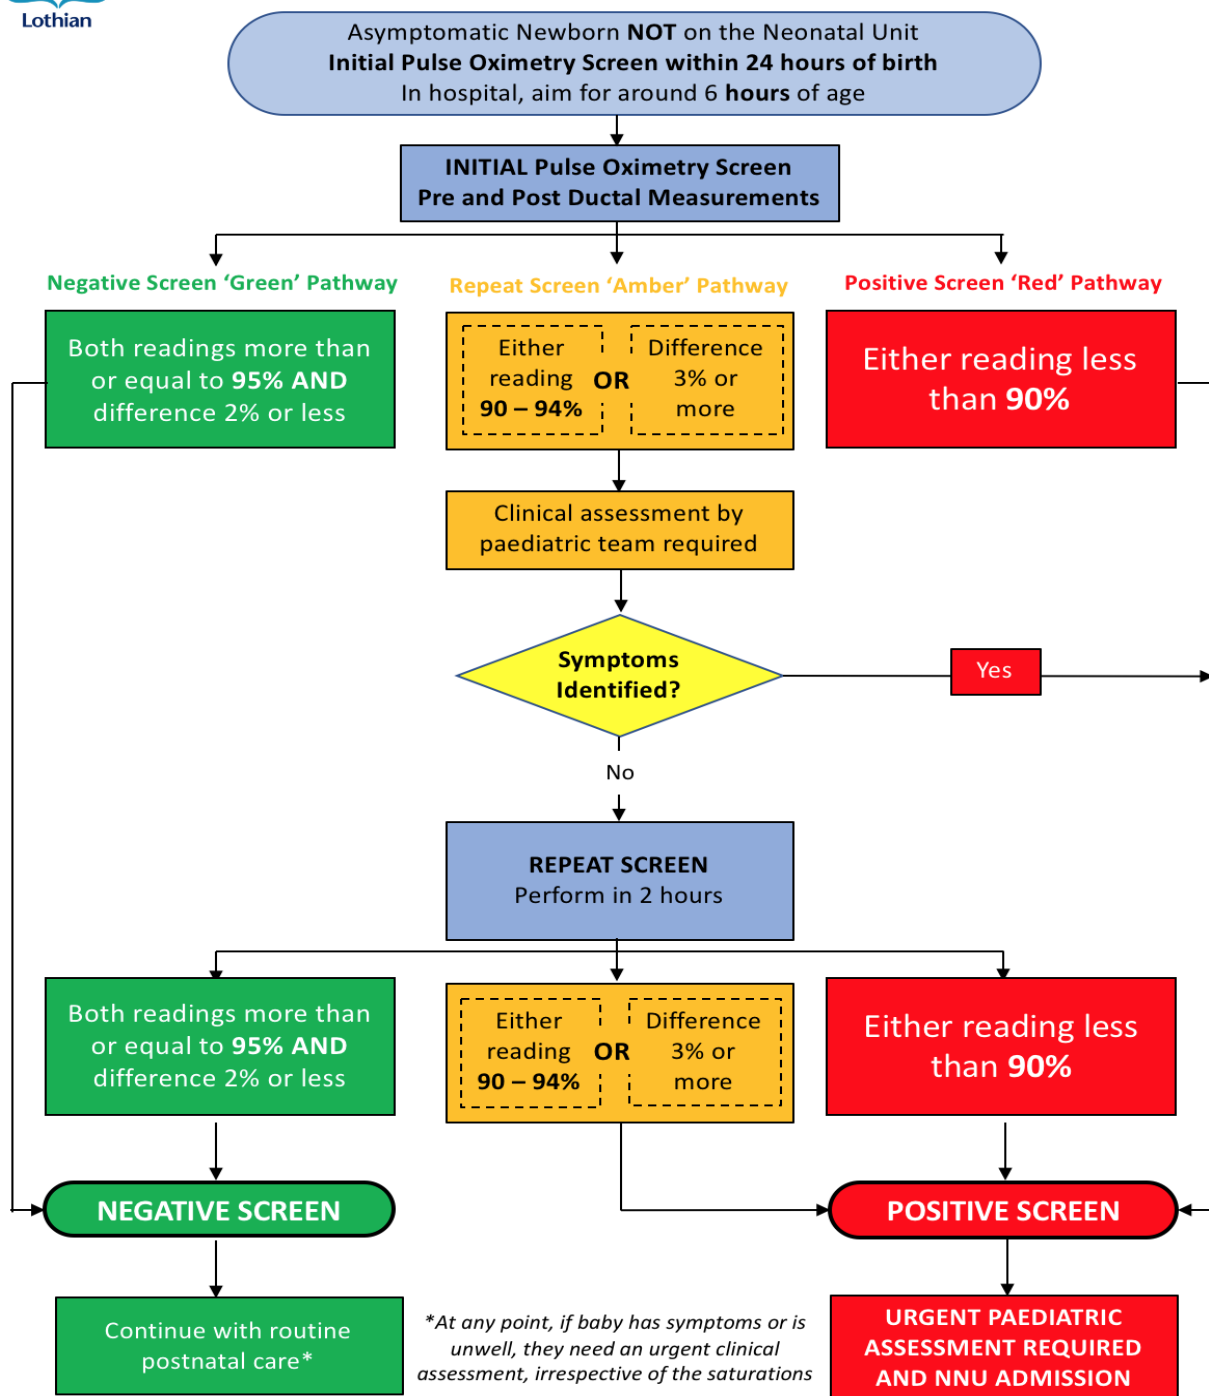 Lothian
Asymptomatic Newborn NOT on the Neonatal Unit
Initial Pulse Oximetry Screen within 24 hours of birth
In hospital, aim for around 6 hours of age
INITIAL Pulse Oximetry Screen
Pre and Post Ductal Measurements
Negative Screen ‘Green’ Pathway
Both readings more than
or equal to 95% AND
difference 2% or less
Repeat Screen ‘Amber’ Pathway
Either
reading
90 – 94%
OR
Difference
3% or
more
Positive Screen ‘Red’ Pathway
Either reading less
than 90%
Clinical assessment by
paediatric team required
Symptoms
Identified?
Yes
No
REPEAT SCREEN
Perform in 2 hours
Both readings more than
or equal to 95% AND
difference 2% or less
Either
reading
90 – 94%
OR
Difference
3% or
more
Either reading less
than 90%
NEGATIVE SCREEN
POSITIVE SCREEN
Continue with routine
postnatal care*
*At any point, if baby has symptoms or is
unwell, they need an urgent clinical
assessment, irrespective of the saturations
URGENT PAEDIATRIC
ASSESSMENT REQUIRED
AND NNU ADMISSION